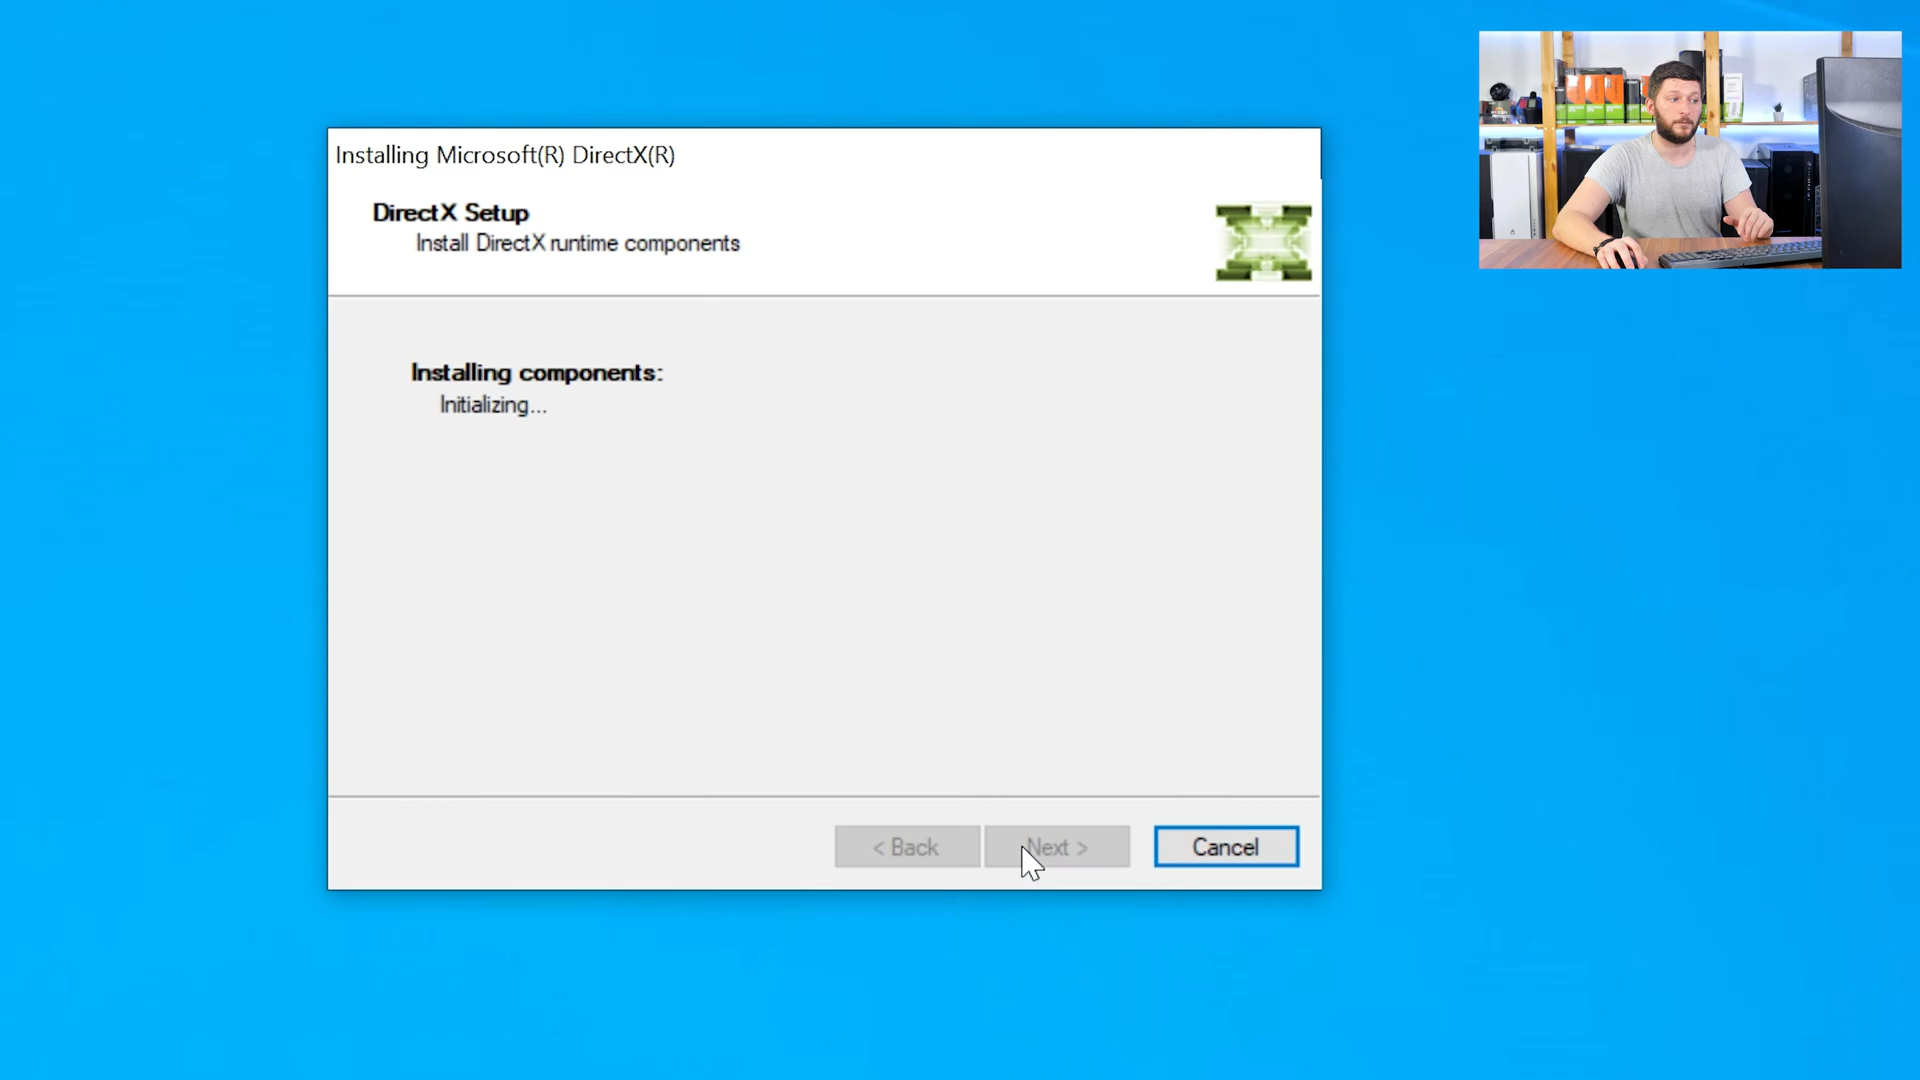 Installing Microsoft(R) DirectX(R)
DirectX Setup
Install DirectX runtime components
Installing components:
Initializing...
< Back
Next >
Cancel